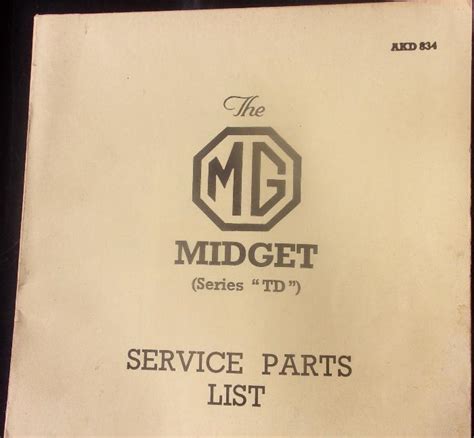 AKD 834
The
MG
MIDGET
(Series "TD")
SERVICE PARTS
LIST